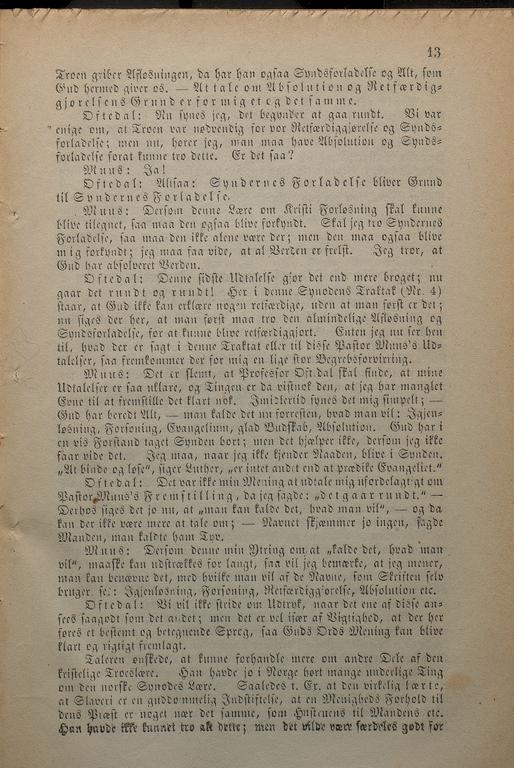 13
Troen griber Afløsningen, da har han ogsaa Syndsforladelse og Alt, som
Gud hermed giver os. — At tale om Absolution og Retfærdig-
gjørelsens Grund er for mig et og det samme.
Oftedal: Nu synes jeg, det begynder at gaa rundt. Vi var
enige om, at Troen var nødvendig for vor Retfærdiggjørelse og Synds-
forladelse; men nu, hører jeg, man maa have Absolution og Synds-
forladelse forat kunne tro dette. Er det saa?
Muus: Ja!
Oftedal: Altsaa: Syndernes Forladelse bliver Grund
til Syndernes Forladelse.
Muus: Dersom denne Lære om Kristi Forløsning skal kunne
blive tilegnet, saa maa den ogsaa blive forkyndt. Skal jeg tro Syndernes
Forladelse, saa maa den ikke alene være der; men den maa ogsaa blive
mig forkyndt; jeg maa faa vide, at al Verden er frelst. Jeg tror, at
Gud har absolveret Verden.
Oftedal: Denne sidste Udtalelse gjør det end mere broget; nu
gaar det rundt og rundt! Her i denne Synodens Traktat (Nr. 4)
staar, at Gud ikke kan erklære nogen retfærdige, uden at man først er det;
nu siges der her, at man først maa tro den almindelige Afløsning og
Syndsforladelse, for at kunne blive retfærdiggjort. Enten jeg nu ser hen
til, hvad der er sagt i denne Traktat eller til disse Pastor Muus's Ud-
talelser, saa fremkommer der for mig en lige stor Begrebsforvirring.
Muus: Det er slemt, at Professor Oftedal skal finde, at mine
Udtalelser er saa uklare, og Tingen er da vistnok den, at jeg har manglet
Evne til at fremstille det klart nok. Imidlertid synes det mig simpelt; —
Gud har beredt Alt, — man kalde det nu forresten, hvad man vil: Igjen-
løsning, Forsoning, Evangelium, glad Budskab, Absolution. Gud har i
en vis Forstand taget Synden bort; men det hjælper ikke, dersom jeg ikke
faar vide det. Jeg maa, naar jeg ikke kjender Naaden, blive i Synden.
„At binde og løse“, siger Luther, „er intet andet end at prædike Evangeliet.“
Oftedal: Det var ikke min Mening at udtale mig ufordelagtigt om
Pastor Muus's Fremstilling, da jeg sagde: „det gaar rundt.“ —
Derhos siges det jo nu, at „man kan kalde det, hvad man vil“, — og da
kan der ikke være mere at tale om; — Navnet skjæmmer jo ingen, sagde
Manden, man kaldte ham Tyv.
Muus: Dersom denne min Ytring om at „kalde det, hvad man
vil“, maaske kan udstrækkes for langt, saa vil jeg bemærke, at jeg mener,
man kan benævne det, med hvilke man vil af de Navne, som Skriften selv
bruger, se.: Igjenløsning, Forsoning, Retfærdiggjørelse, Absolution etc.
Oftedal: Vi vil ikke stride om Udtryk, naar det ene af disse an-
sees saagodt som det andet; men det er vel især af Vigtighed, at der her
føres et bestemt og betegnende Sprog, saa Guds Ords Mening kan blive
klart og rigtigt fremlagt.
Taleren ønskede, at kunne forhandle mere om andre Dele af den
kristelige Troeslære. Han havde jo i Norge hørt mange underlige Ting
om den norske Synodes Lære. Saaledes t. Ex. at den virkelig lærte,
at Slaveri er en guddommelig Indstiftelse, at en Menigheds Forhold til
dens Præst er noget nær det samme, som Hustruens til Mandens etc.
Han havde ikke kunnet tro alt dette; men det vilde være særdeles godt for